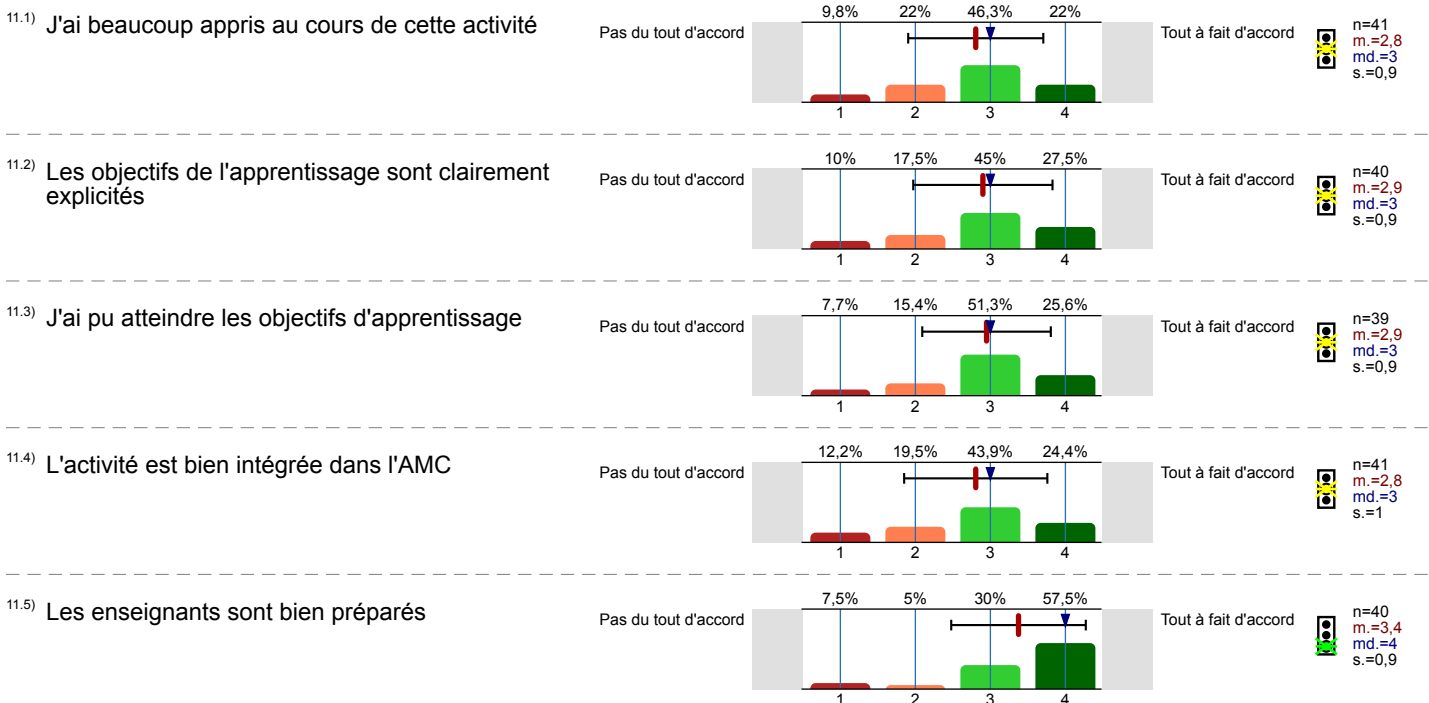 11.1) J'ai beaucoup appris au cours de cette activité
Pas du tout d'accord
9,8% 22% 46,3% 22%
1 2 3 4
Tout à fait d'accord
n=41
m.=2,8
md.=3
s.=0,9
11.2) Les objectifs de l'apprentissage sont clairement
explicités
Pas du tout d'accord
10% 17,5% 45% 27,5%
1 2 3 4
Tout à fait d'accord
n=40
m.=2,9
md.=3
s.=0,9
11.3) J'ai pu atteindre les objectifs d'apprentissage
Pas du tout d'accord
7,7% 15,4% 51,3% 25,6%
1 2 3 4
Tout à fait d'accord
n=39
m.=2,9
md.=3
s.=0,9
11.4) L'activité est bien intégrée dans l'AMC
Pas du tout d'accord
12,2% 19,5% 43,9% 24,4%
1 2 3 4
Tout à fait d'accord
n=41
m.=2,8
md.=3
s.=1
11.5) Les enseignants sont bien préparés
Pas du tout d'accord
7,5% 5% 30% 57,5%
1 2 3 4
Tout à fait d'accord
n=40
m.=3,4
md.=4
s.=0,9